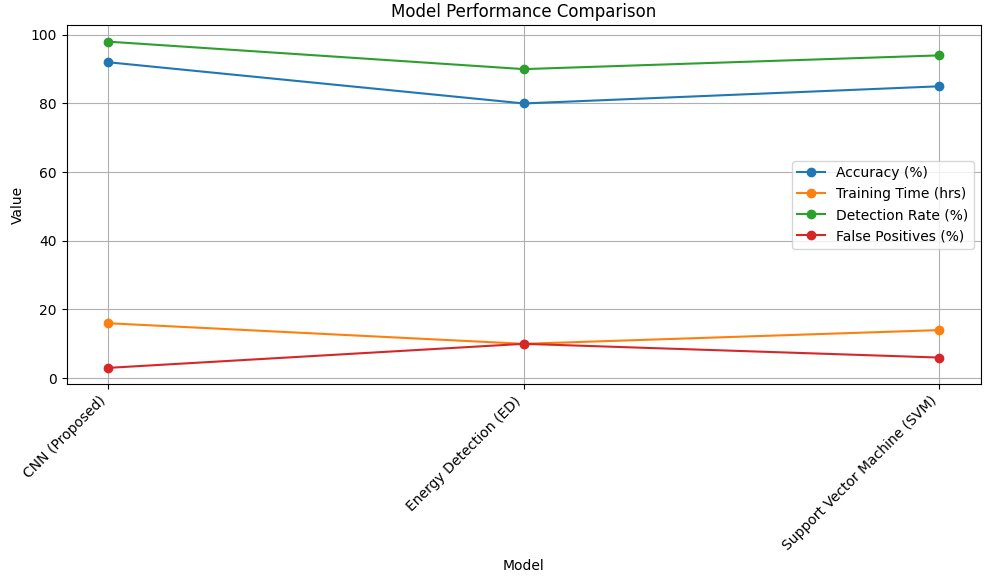 Model Performance Comparison
100
80
60
40
20
0
Value
Accuracy (%)
Training Time (hrs)
Detection Rate (%)
False Positives (%)
CNN (Proposed)
Energy Detection (ED)
Support Vector Machine (SVM)
Model